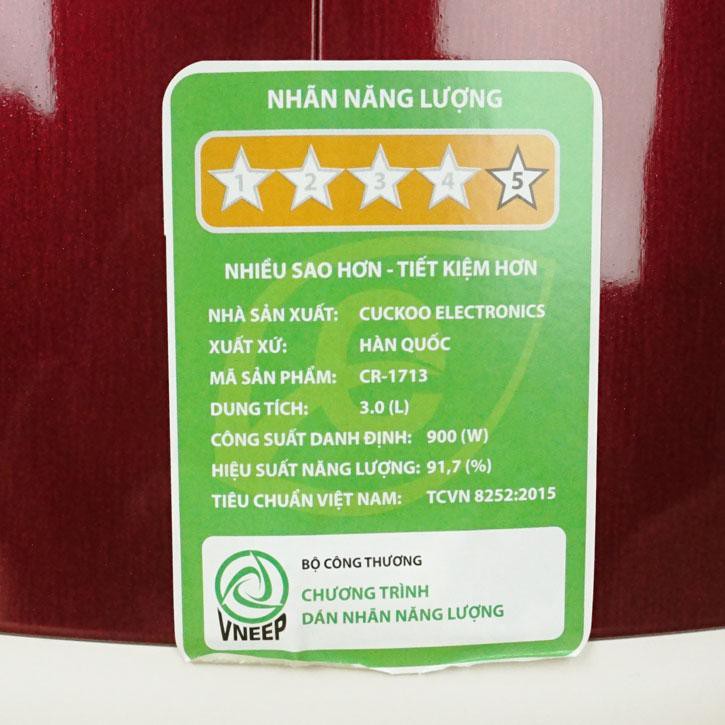 NHÃN NĂNG LƯỢNG
1 2 3 4 5
NHIỀU SAO HƠN - TIẾT KIỆM HƠN
NHÀ SẢN XUẤT: CUCKOO ELECTRONICS
XUẤT XỨ: HÀN QUỐC
MÃ SẢN PHẨM: CR-1713
DUNG TÍCH: 3.0 (L)
CÔNG SUẤT DANH ĐỊNH: 900 (W)
HIỆU SUẤT NĂNG LƯỢNG: 91,7 (%)
TIÊU CHUẨN VIỆT NAM: TCVN 8252:2015
BỘ CÔNG THƯƠNG
CHƯƠNG TRÌNH
DÁN NHÃN NĂNG LƯỢNG
VNEEP